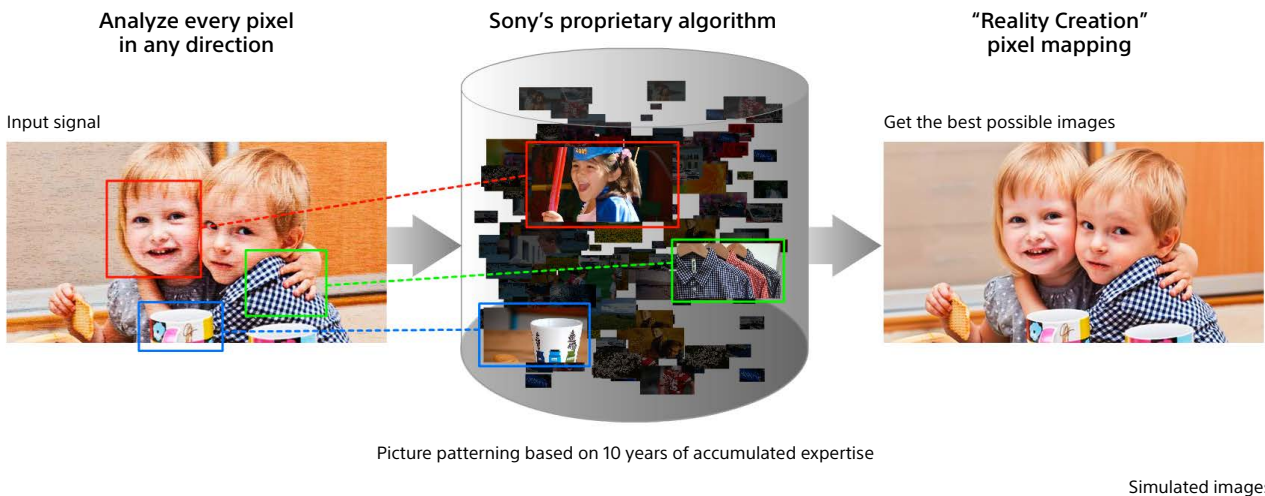 Analyze every pixel
in any direction
Sony’s proprietary algorithm
“Reality Creation”
pixel mapping
Input signal
Get the best possible images
Picture patterning based on 10 years of accumulated expertise